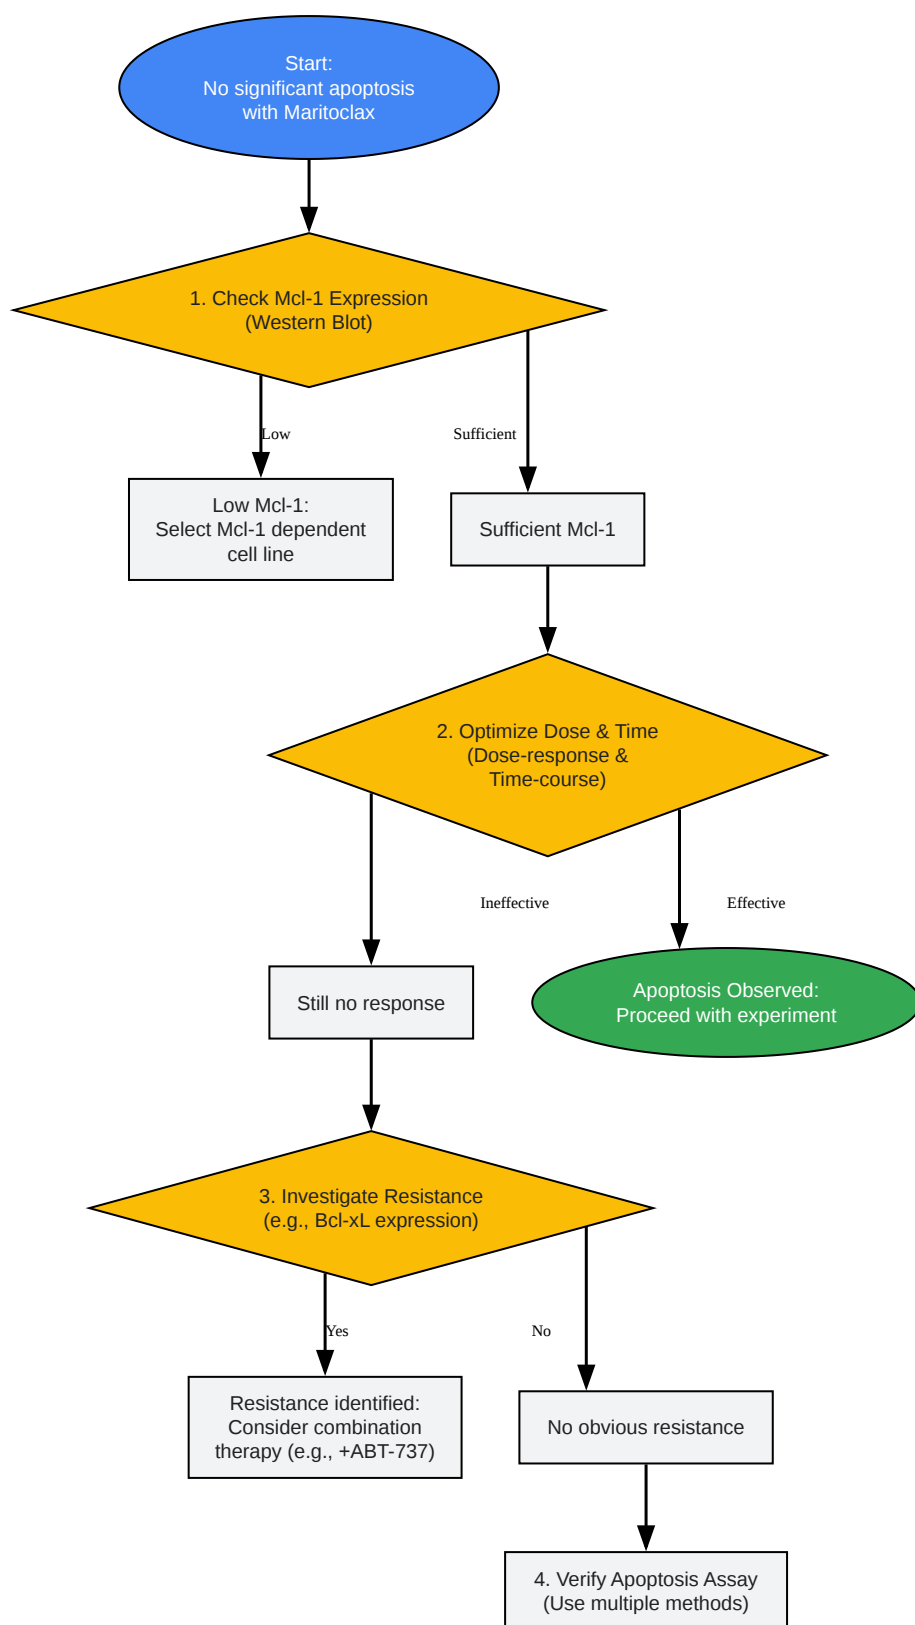 Start:
No significant apoptosis
with Maritoclax
1. Check Mcl-1 Expression
(Western Blot)
Low
Sufficient
Low Mcl-1:
Select Mcl-1 dependent
cell line
Sufficient Mcl-1
2. Optimize Dose & Time
(Dose-response &
Time-course)
Ineffective
Effective
Still no response
Apoptosis Observed:
Proceed with experiment
3. Investigate Resistance
(e.g., Bcl-xL expression)
Yes
No
Resistance identified:
Consider combination
therapy (e.g., +ABT-737)
No obvious resistance
4. Verify Apoptosis Assay
(Use multiple methods)